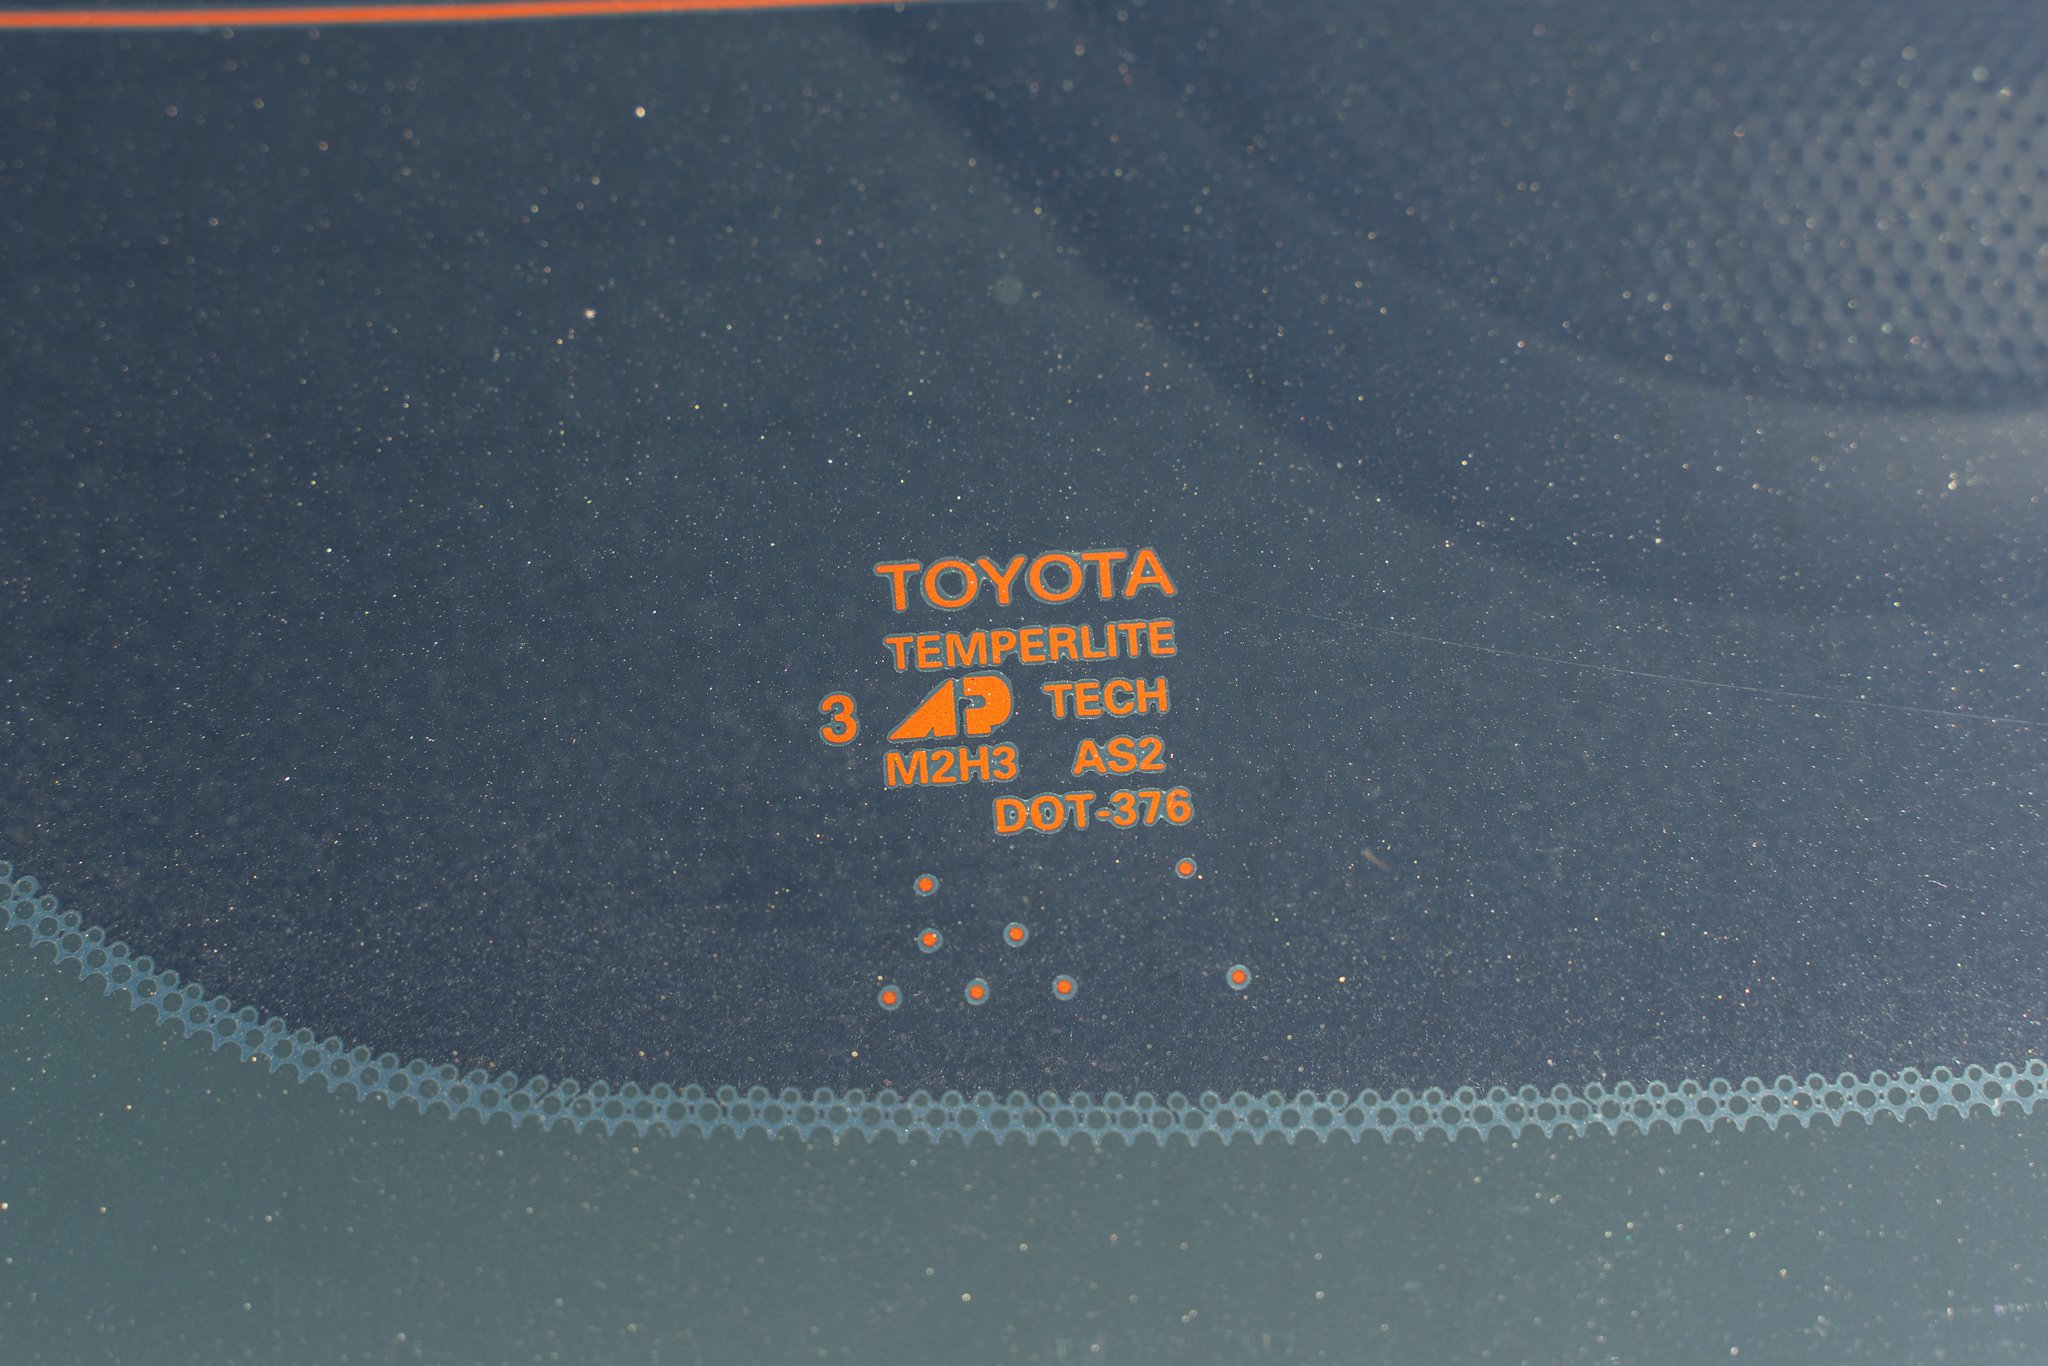 TOYOTA
TEMPERLITE
3 AP TECH
M2H3 AS2
DOT-376